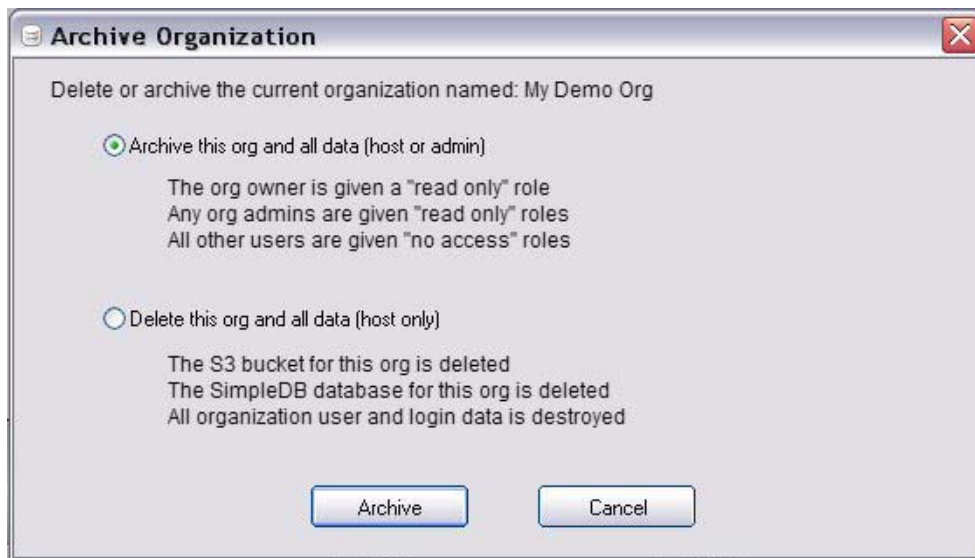 Archive Organization
Delete or archive the current organization named: My Demo Org
Archive this org and all data (host or admin)
The org owner is given a "read only" role
Any org admins are given "read only" roles
All other users are given "no access" roles
Delete this org and all data (host only)
The S3 bucket for this org is deleted
The SimpleDB database for this org is deleted
All organization user and login data is destroyed
Archive
Cancel